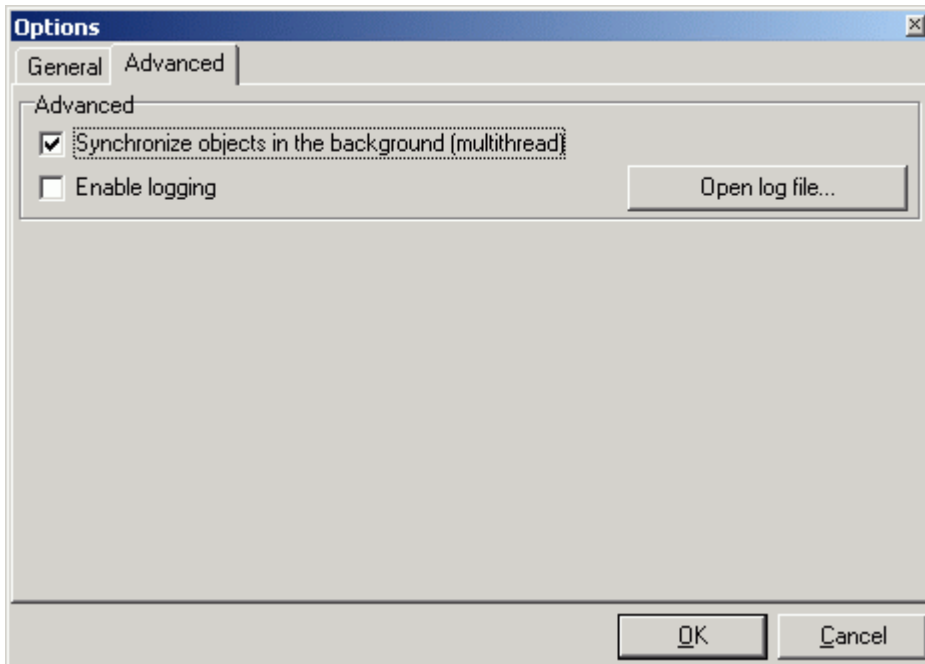 Options
General Advanced
Advanced
Synchronize objects in the background (multithread)
Enable logging Open log file...
OK Cancel